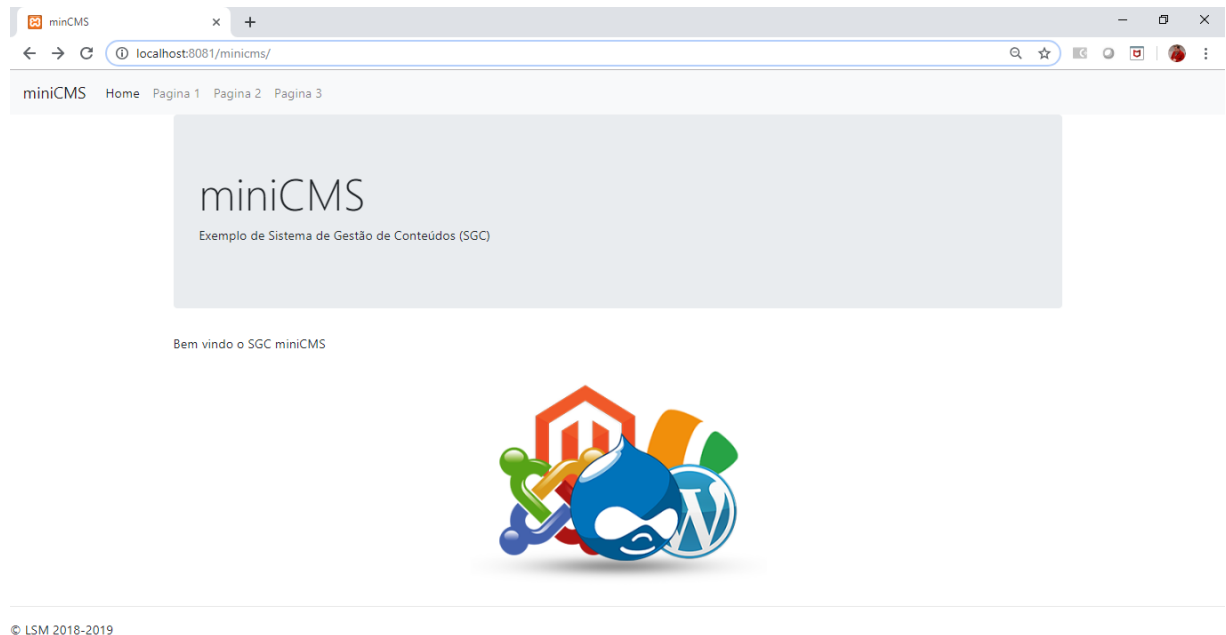 minCMS
localhost:8081/minicms/
miniCMS Home Pagina 1 Pagina 2 Pagina 3
miniCMS
Exemplo de Sistema de Gestão de Conteúdos (SGC)
Bem vindo o SGC miniCMS
W
© LSM 2018-2019